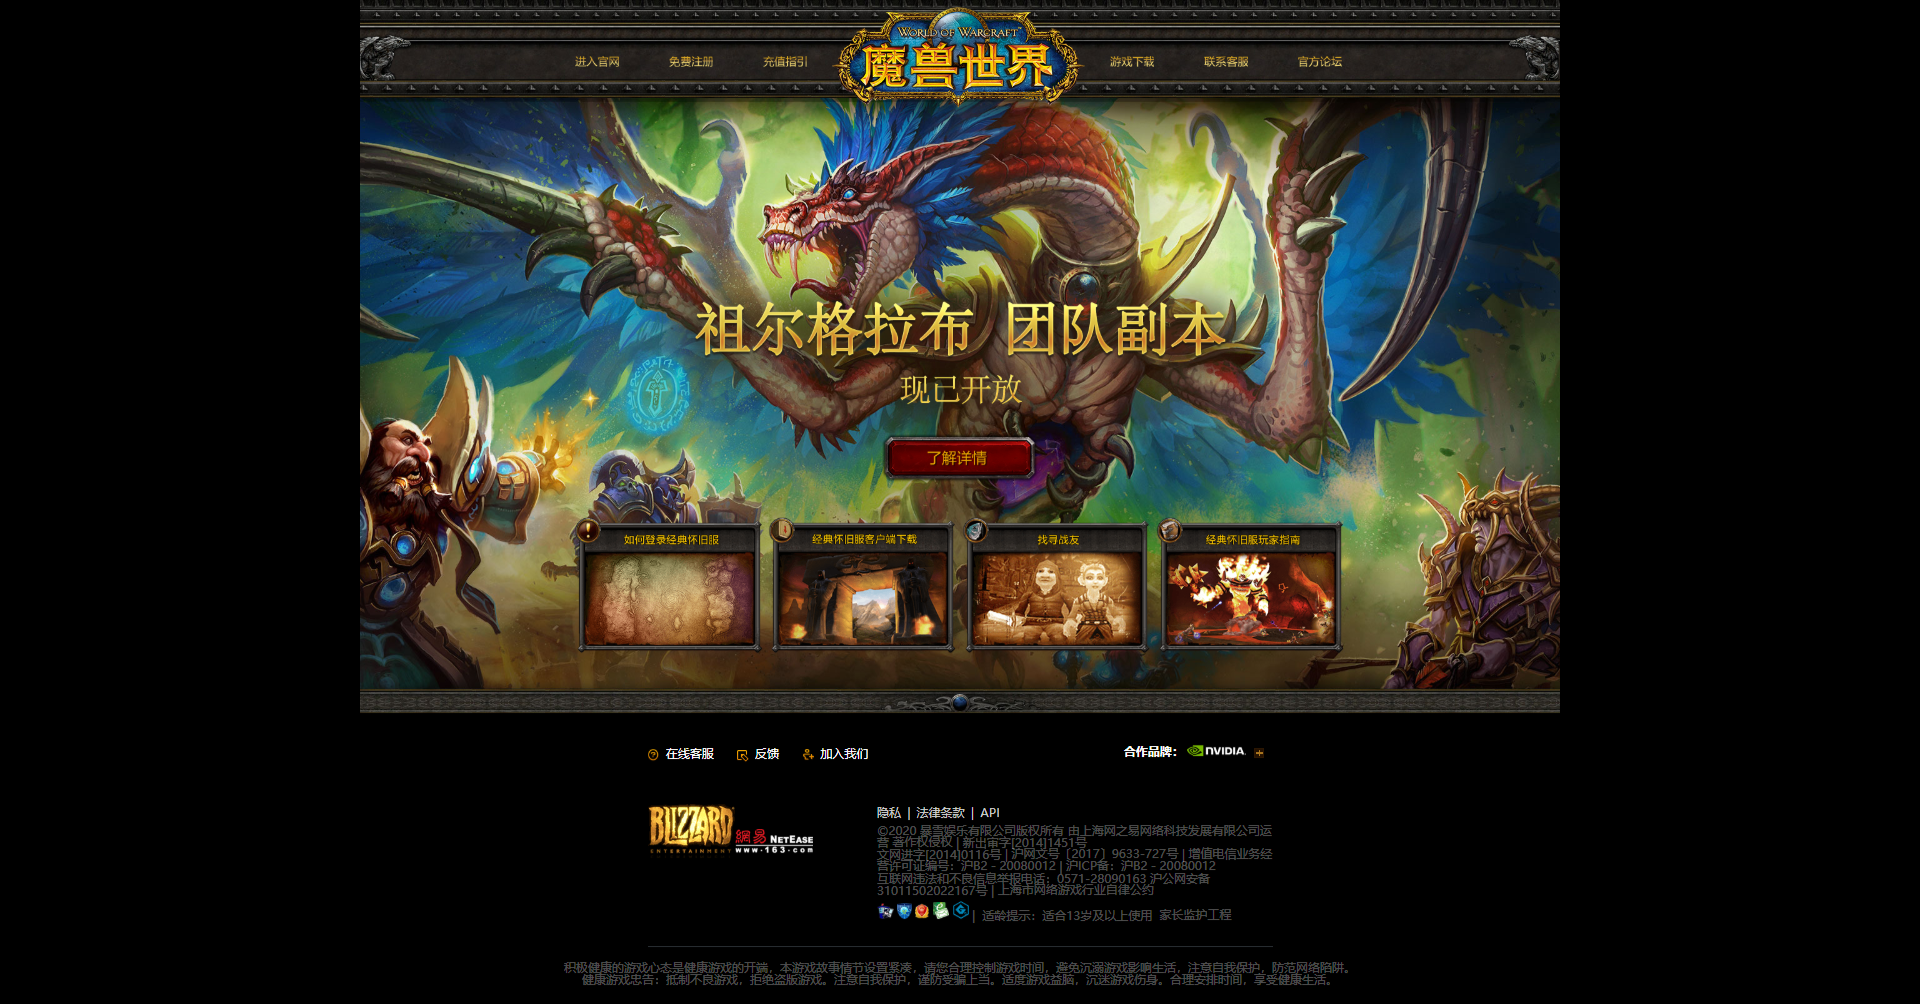 进入官网 免费注册 充值指引 WORLD OF WARCRAFT 魔兽世界 游戏下载 联系客服 官方论坛
祖尔格拉布 团队副本
现已开放
了解详情
如何登录经典怀旧服 经典怀旧服客户端下载 找寻战友 经典怀旧服玩家指南
在线客服 反馈 加入我们 合作品牌: NVIDIA.
BLIZZARD ENTERTAINMENT 網易 NETEASE www.163.com
隐私 | 法律条款 | API
©2020 暴雪娱乐有限公司版权所有 由上海网之易网络科技发展有限公司运
营 著作权侵权 | 新出审字[2014]1451号
文网进字[2014]0116号 | 沪网文号〔2017〕9633-727号 | 增值电信业务经
营许可证编号：沪B2 - 20080012 | 沪ICP备：沪B2 - 20080012
互联网违法和不良信息举报电话：0571-28090163 沪公网安备
31011502022167号 | 上海市网络游戏行业自律公约
| 适龄提示：适合13岁及以上使用 家长监护工程
积极健康的游戏心态是健康游戏的开端，本游戏故事情节设置紧凑，请您合理控制游戏时间，避免沉溺游戏影响生活，注意自我保护，防范网络陷阱。
健康游戏忠告：抵制不良游戏，拒绝盗版游戏。注意自我保护，谨防受骗上当。适度游戏益脑，沉迷游戏伤身。合理安排时间，享受健康生活。